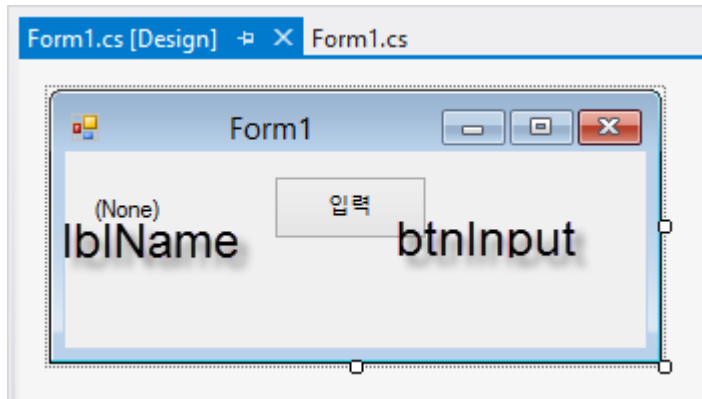 Form1.cs [Design] Form1.cs
Form1
(None) 입력
lblName btnInput